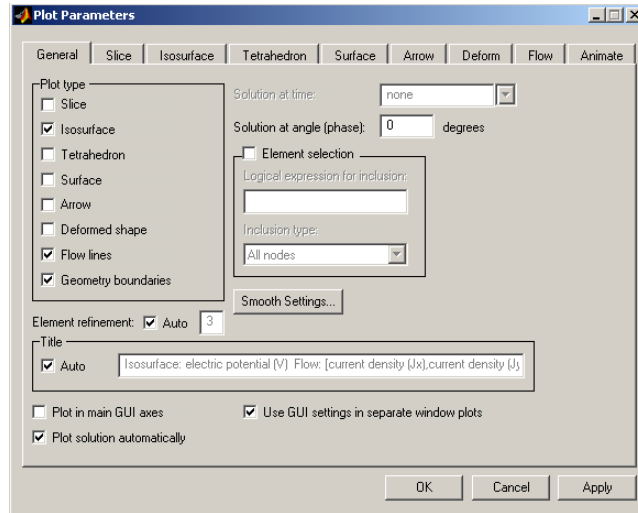 Plot Parameters
General Slice Isosurface Tetrahedron Surface Arrow Deform Flow Animate
Plot type
Slice
Isosurface
Tetrahedron
Surface
Arrow
Deformed shape
Flow lines
Geometry boundaries
Solution at time: none
Solution at angle (phase): 0 degrees
Element selection
Logical expression for inclusion:
Inclusion type:
All nodes
Smooth Settings...
Element refinement: Auto 3
Title
Auto Isosurface: electric potential (V) Flow: [current density (Jx),current density (Jy
Plot in main GUI axes
Use GUI settings in separate window plots
Plot solution automatically
OK Cancel Apply